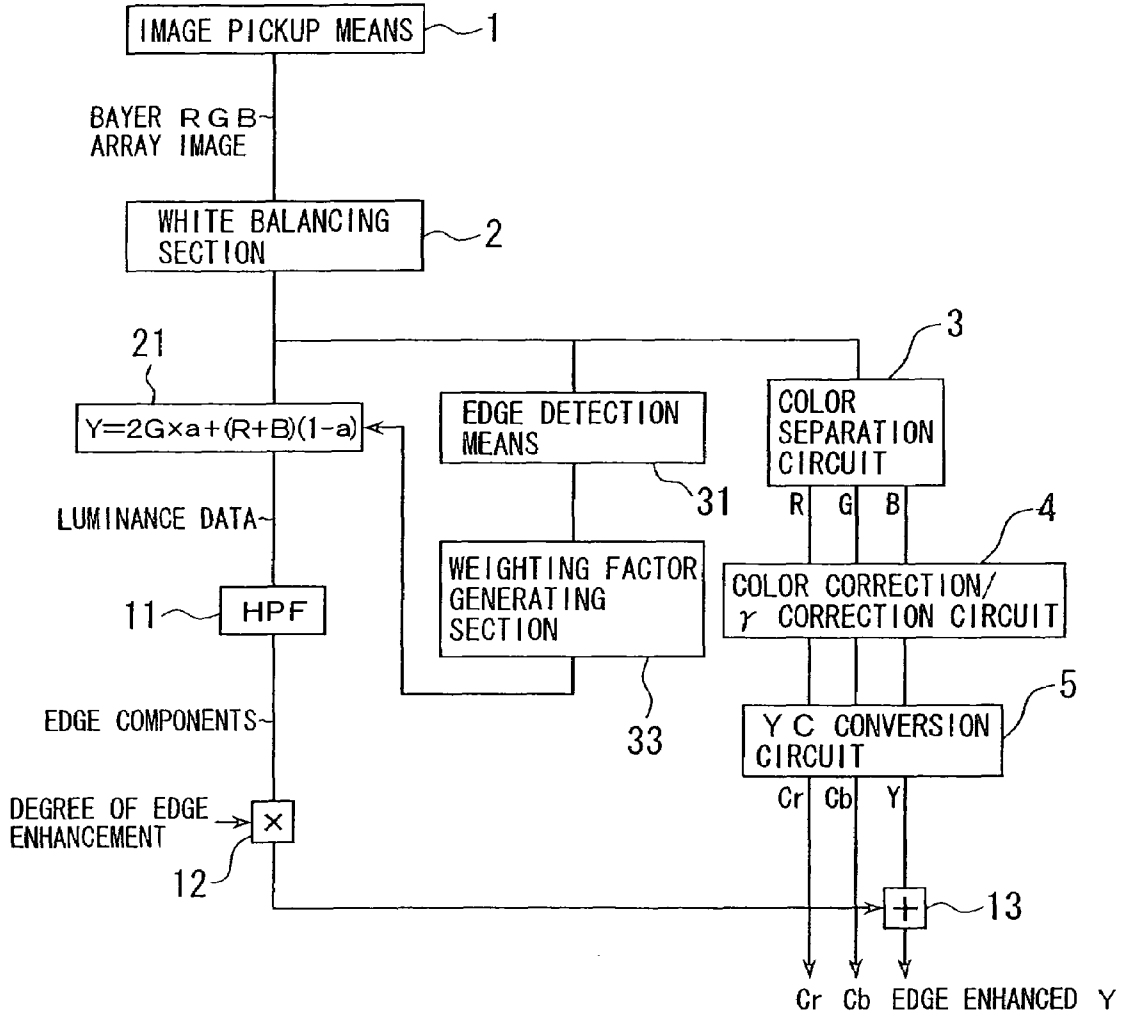 IMAGE PICKUP MEANS
1
BAYER RGB
ARRAY IMAGE
WHITE BALANCING
SECTION
2
21
Y=2G×a+(R+B)(1-a)
EDGE DETECTION
MEANS
31
3
COLOR
SEPARATION
CIRCUIT
R G B
LUMINANCE DATA
4
WEIGHTING FACTOR
GENERATING
SECTION
33
COLOR CORRECTION/
γ CORRECTION CIRCUIT
11
HPF
EDGE COMPONENTS
5
YC CONVERSION
CIRCUIT
Cr Cb Y
DEGREE OF EDGE
ENHANCEMENT
×
12
+
13
Cr Cb EDGE ENHANCED Y